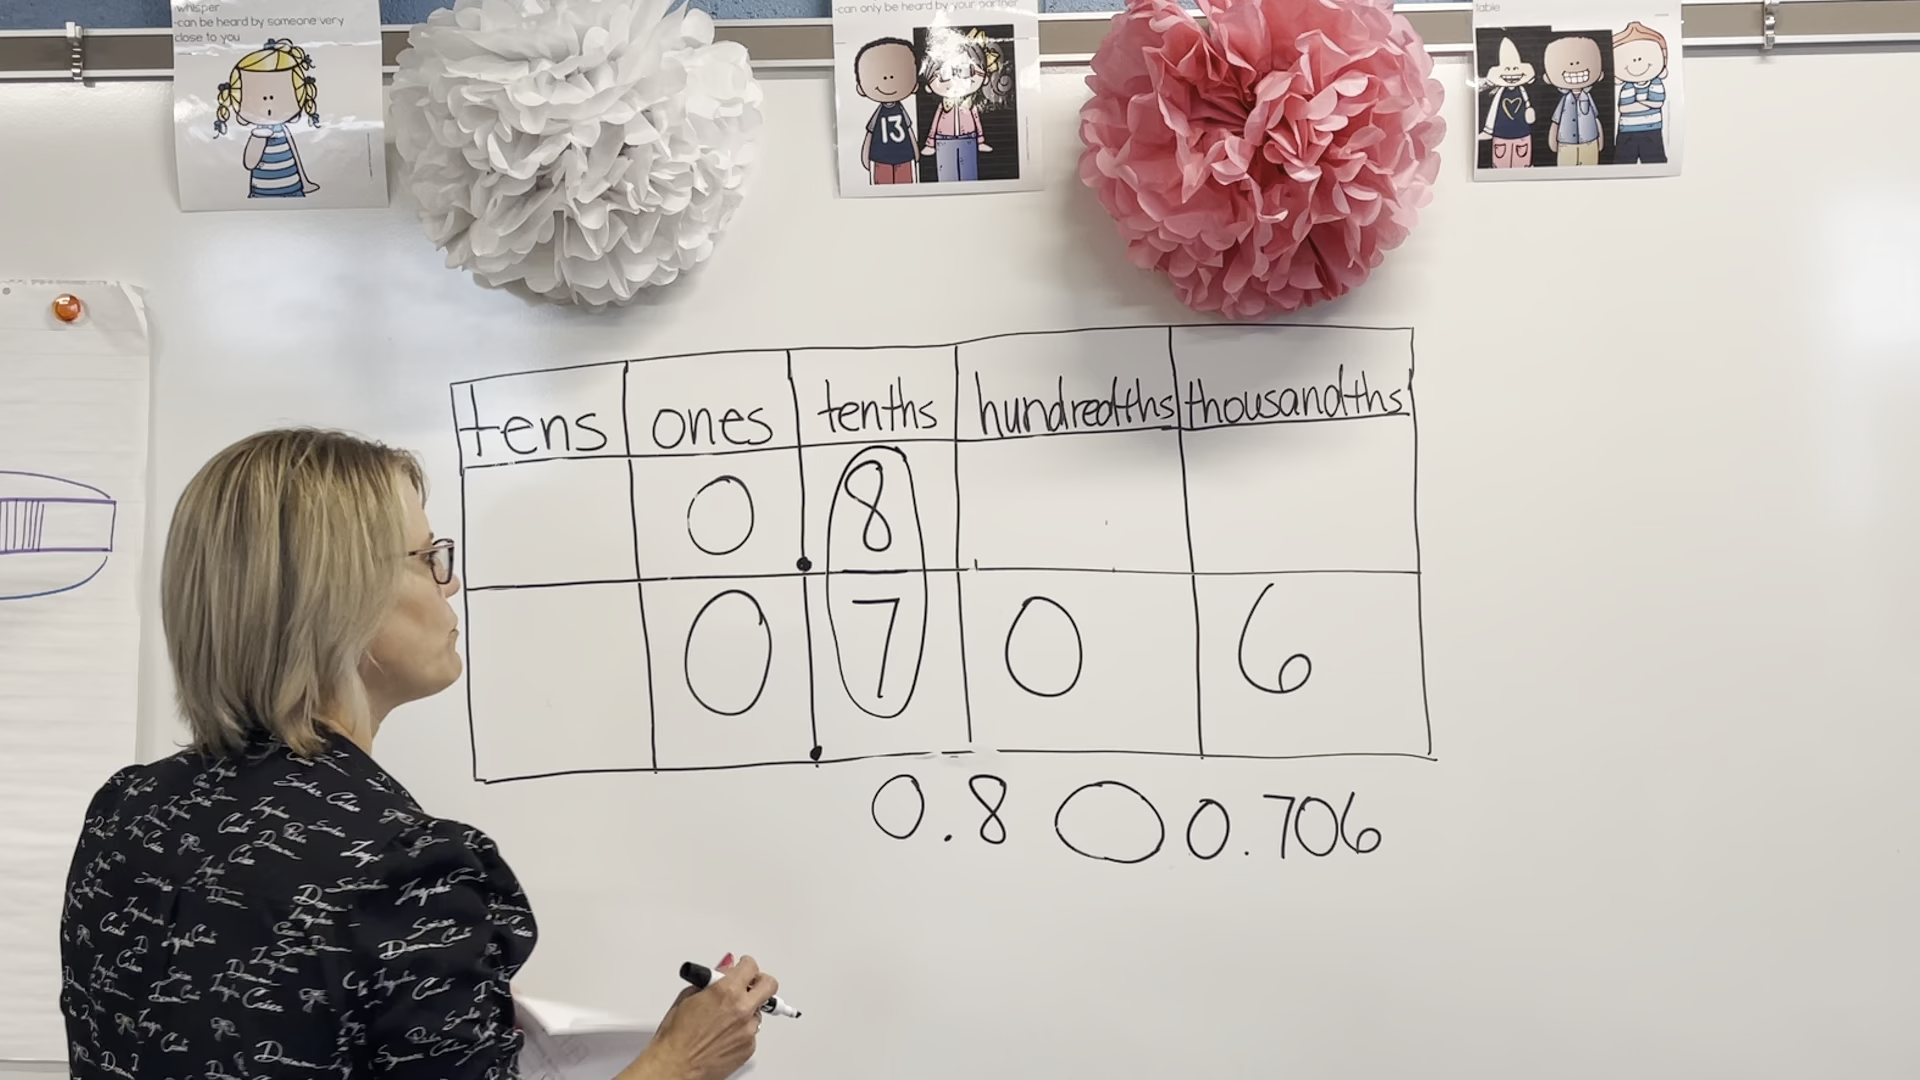 whisper
-can be heard by someone very
close to you
-can only be heard by your partner
table
13
tens ones tenths hundredths thousandths
0 . 8
0 . 7 0 6
0.8 0.706